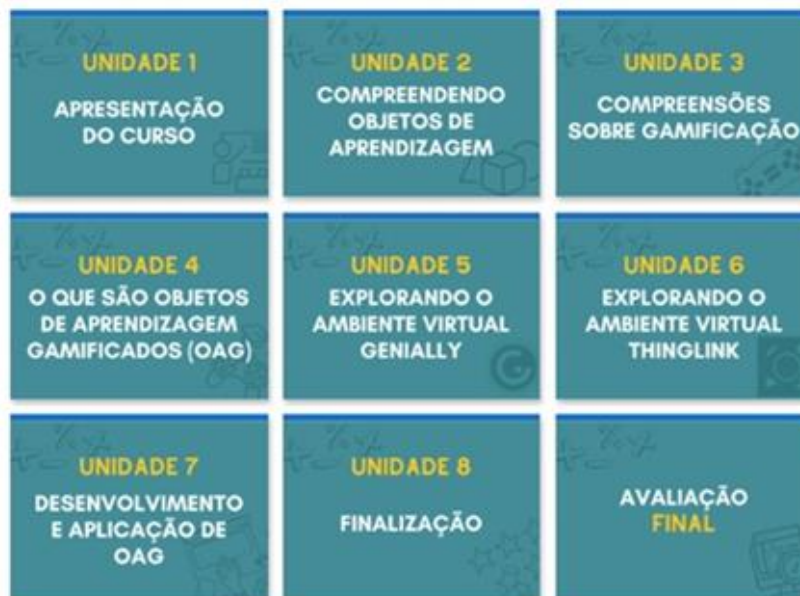 UNIDADE 1
APRESENTAÇÃO
DO CURSO
UNIDADE 2
COMPREENDENDO
OBJETOS DE
APRENDIZAGEM
UNIDADE 3
COMPREENSÕES
SOBRE GAMIFICAÇÃO
UNIDADE 4
O QUE SÃO OBJETOS
DE APRENDIZAGEM
GAMIFICADOS (OAG)
UNIDADE 5
EXPLORANDO O
AMBIENTE VIRTUAL
GENIALLY
UNIDADE 6
EXPLORANDO O
AMBIENTE VIRTUAL
THINGLINK
UNIDADE 7
DESENVOLVIMENTO
E APLICAÇÃO DE
OAG
UNIDADE 8
FINALIZAÇÃO
AVALIAÇÃO
FINAL